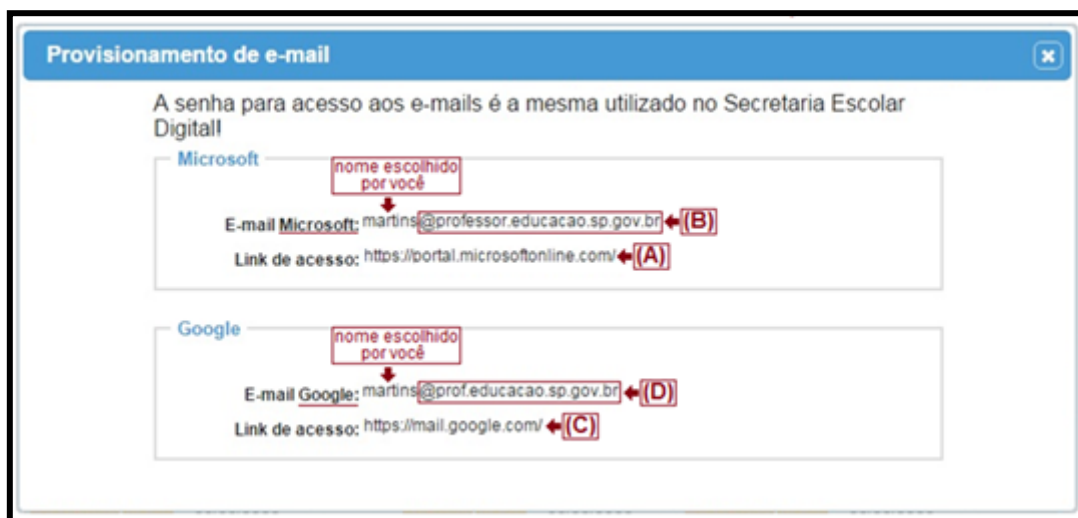 Provisionamento de e-mail
A senha para acesso aos e-mails é a mesma utilizado no Secretaria Escolar
Digital!
Microsoft
nome escolhido
por você
E-mail Microsoft: martins@professor.educacao.sp.gov.br (B)
Link de acesso: https://portal.microsoftonline.com/ (A)
Google
nome escolhido
por você
E-mail Google: martins@prof.educacao.sp.gov.br (D)
Link de acesso: https://mail.google.com/ (C)